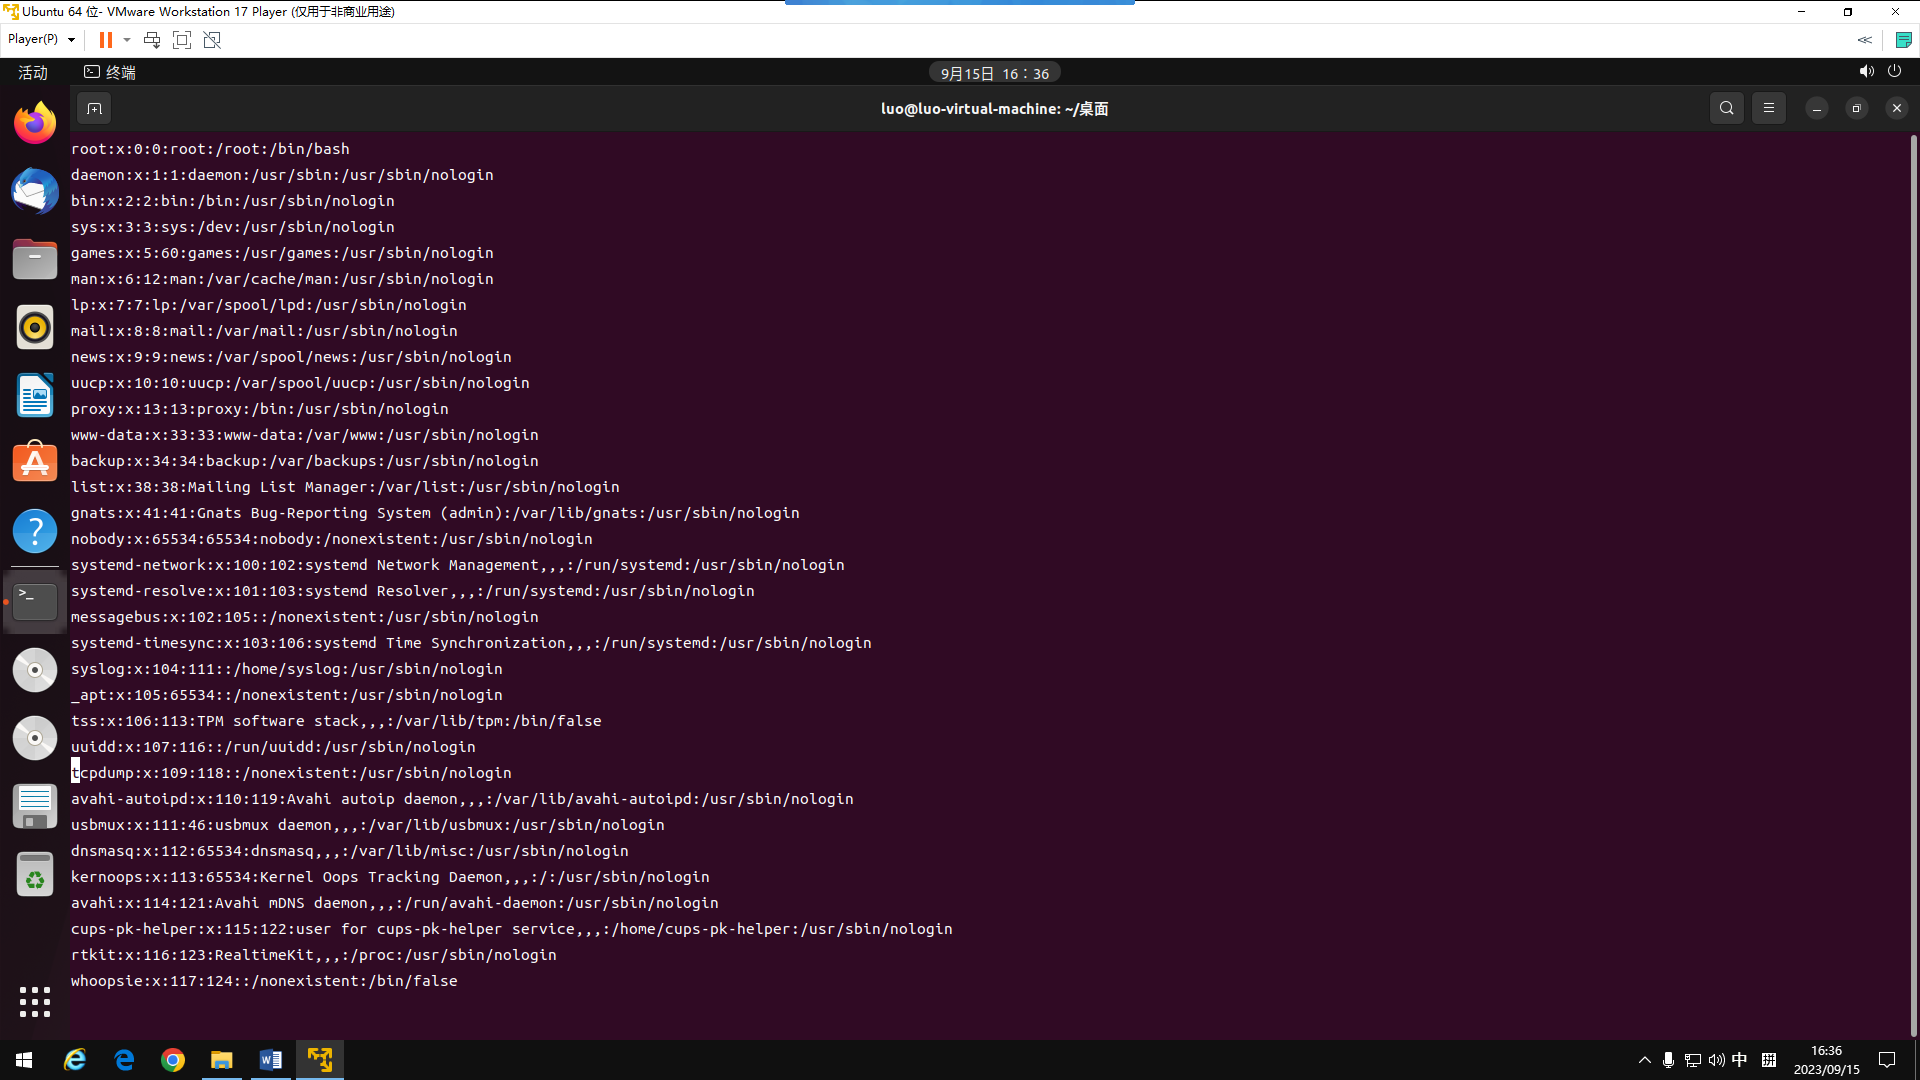 Ubuntu 64 位- VMware Workstation 17 Player (仅用于非商业用途)
Player(P)
活动
终端
9月15日 16：36
luo@luo-virtual-machine: ~/桌面
root:x:0:0:root:/root:/bin/bash
daemon:x:1:1:daemon:/usr/sbin:/usr/sbin/nologin
bin:x:2:2:bin:/bin:/usr/sbin/nologin
sys:x:3:3:sys:/dev:/usr/sbin/nologin
games:x:5:60:games:/usr/games:/usr/sbin/nologin
man:x:6:12:man:/var/cache/man:/usr/sbin/nologin
lp:x:7:7:lp:/var/spool/lpd:/usr/sbin/nologin
mail:x:8:8:mail:/var/mail:/usr/sbin/nologin
news:x:9:9:news:/var/spool/news:/usr/sbin/nologin
uucp:x:10:10:uucp:/var/spool/uucp:/usr/sbin/nologin
proxy:x:13:13:proxy:/bin:/usr/sbin/nologin
www-data:x:33:33:www-data:/var/www:/usr/sbin/nologin
backup:x:34:34:backup:/var/backups:/usr/sbin/nologin
list:x:38:38:Mailing List Manager:/var/list:/usr/sbin/nologin
gnats:x:41:41:Gnats Bug-Reporting System (admin):/var/lib/gnats:/usr/sbin/nologin
nobody:x:65534:65534:nobody:/nonexistent:/usr/sbin/nologin
systemd-network:x:100:102:systemd Network Management,,,:/run/systemd:/usr/sbin/nologin
systemd-resolve:x:101:103:systemd Resolver,,,:/run/systemd:/usr/sbin/nologin
messagebus:x:102:105::/nonexistent:/usr/sbin/nologin
systemd-timesync:x:103:106:systemd Time Synchronization,,,:/run/systemd:/usr/sbin/nologin
syslog:x:104:111::/home/syslog:/usr/sbin/nologin
_apt:x:105:65534::/nonexistent:/usr/sbin/nologin
tss:x:106:113:TPM software stack,,,:/var/lib/tpm:/bin/false
uuidd:x:107:116::/run/uuidd:/usr/sbin/nologin
tcpdump:x:109:118::/nonexistent:/usr/sbin/nologin
avahi-autoipd:x:110:119:Avahi autoip daemon,,,:/var/lib/avahi-autoipd:/usr/sbin/nologin
usbmux:x:111:46:usbmux daemon,,,:/var/lib/usbmux:/usr/sbin/nologin
dnsmasq:x:112:65534:dnsmasq,,,:/var/lib/misc:/usr/sbin/nologin
kernoops:x:113:65534:Kernel Oops Tracking Daemon,,,:/:/usr/sbin/nologin
avahi:x:114:121:Avahi mDNS daemon,,,:/run/avahi-daemon:/usr/sbin/nologin
cups-pk-helper:x:115:122:user for cups-pk-helper service,,,:/home/cups-pk-helper:/usr/sbin/nologin
rtkit:x:116:123:RealtimeKit,,,:/proc:/usr/sbin/nologin
whoopsie:x:117:124::/nonexistent:/bin/false
中
拼
16:36
2023/09/15